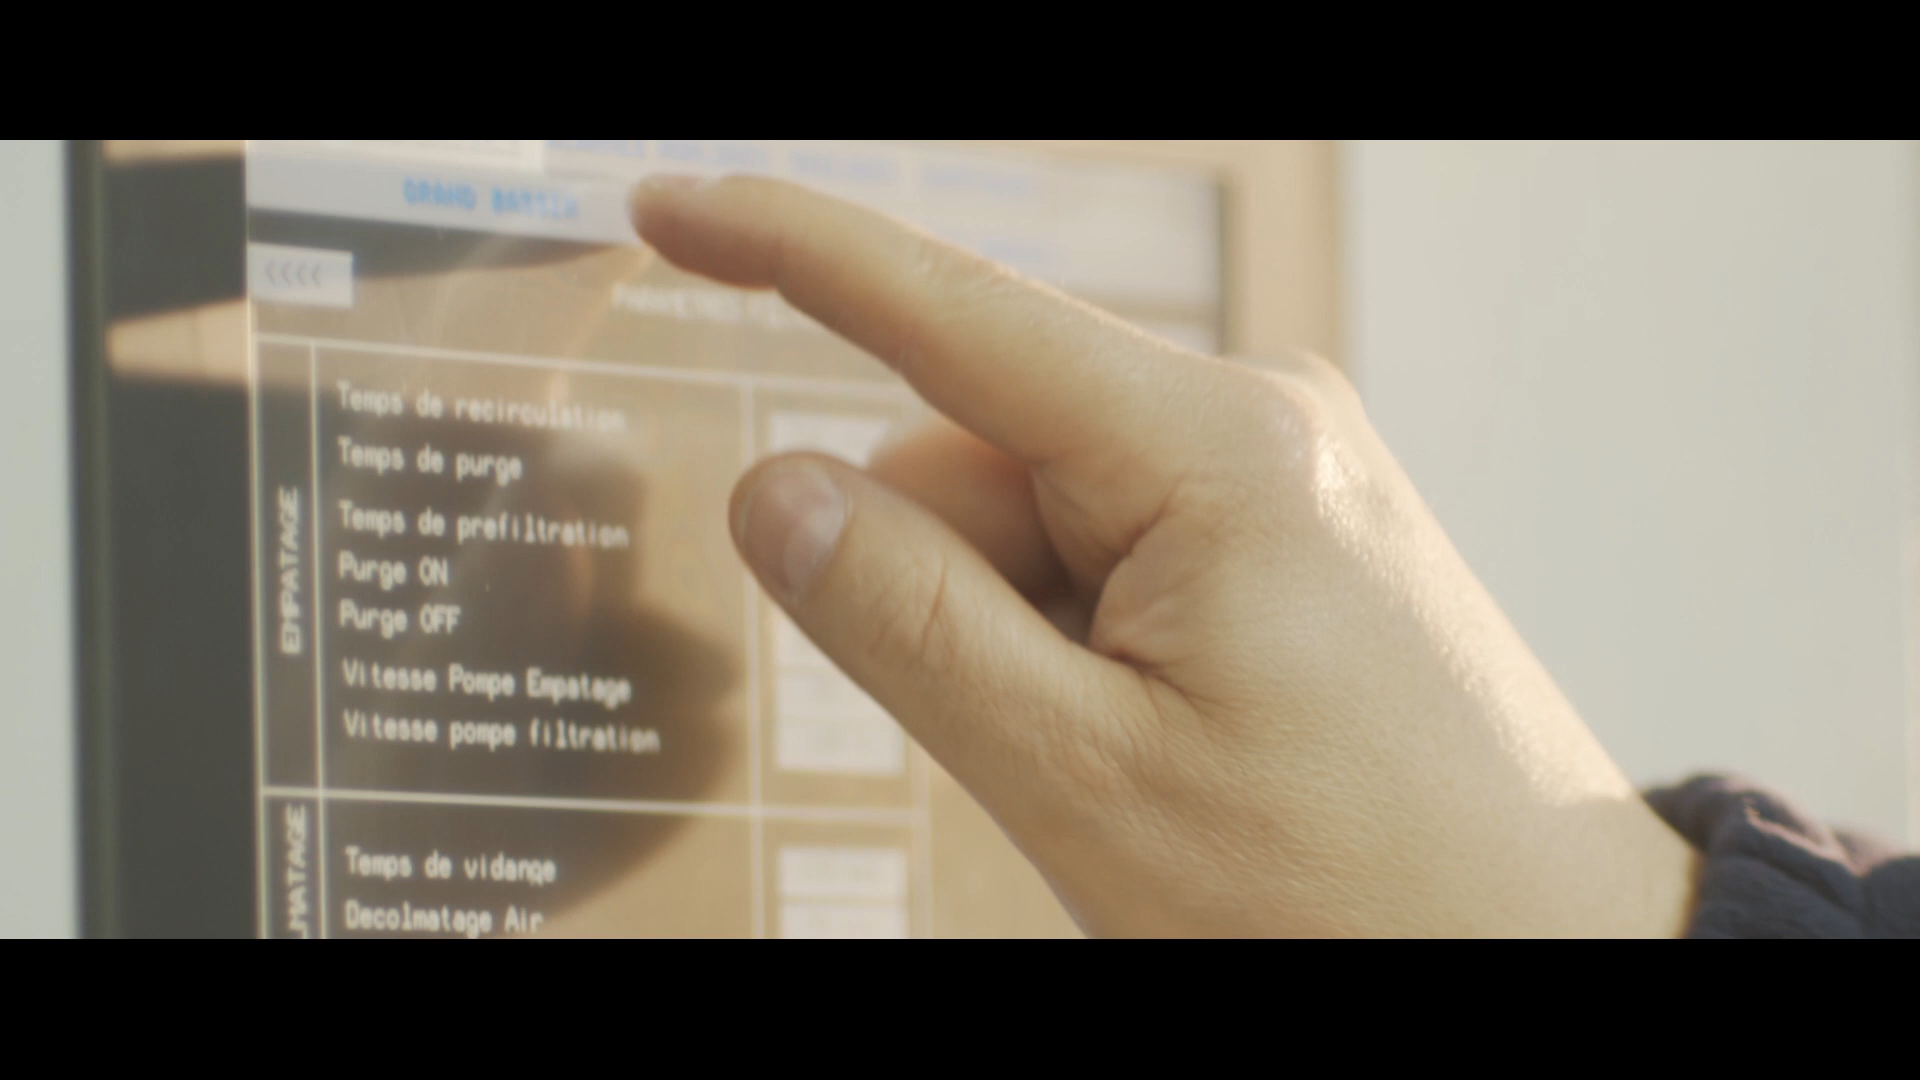 GRAND BASSIN
<<<<
EMPATAGE
Temps de recirculation
Temps de purge
Temps de prefiltration
Purge ON
Purge OFF
Vitesse Pompe Empatage
Vitesse pompe filtration
Temps de vidange
Decolmatage Air